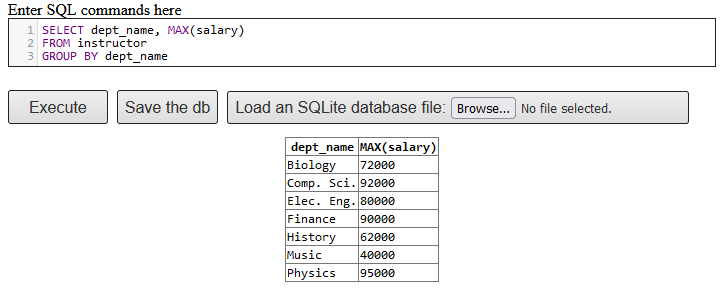 Enter SQL commands here
1 SELECT dept_name, MAX(salary)
2 FROM instructor
3 GROUP BY dept_name
Execute Save the db Load an SQLite database file: Browse... No file selected.
dept_name MAX(salary)
Biology 72000
Comp. Sci. 92000
Elec. Eng. 80000
Finance 90000
History 62000
Music 40000
Physics 95000